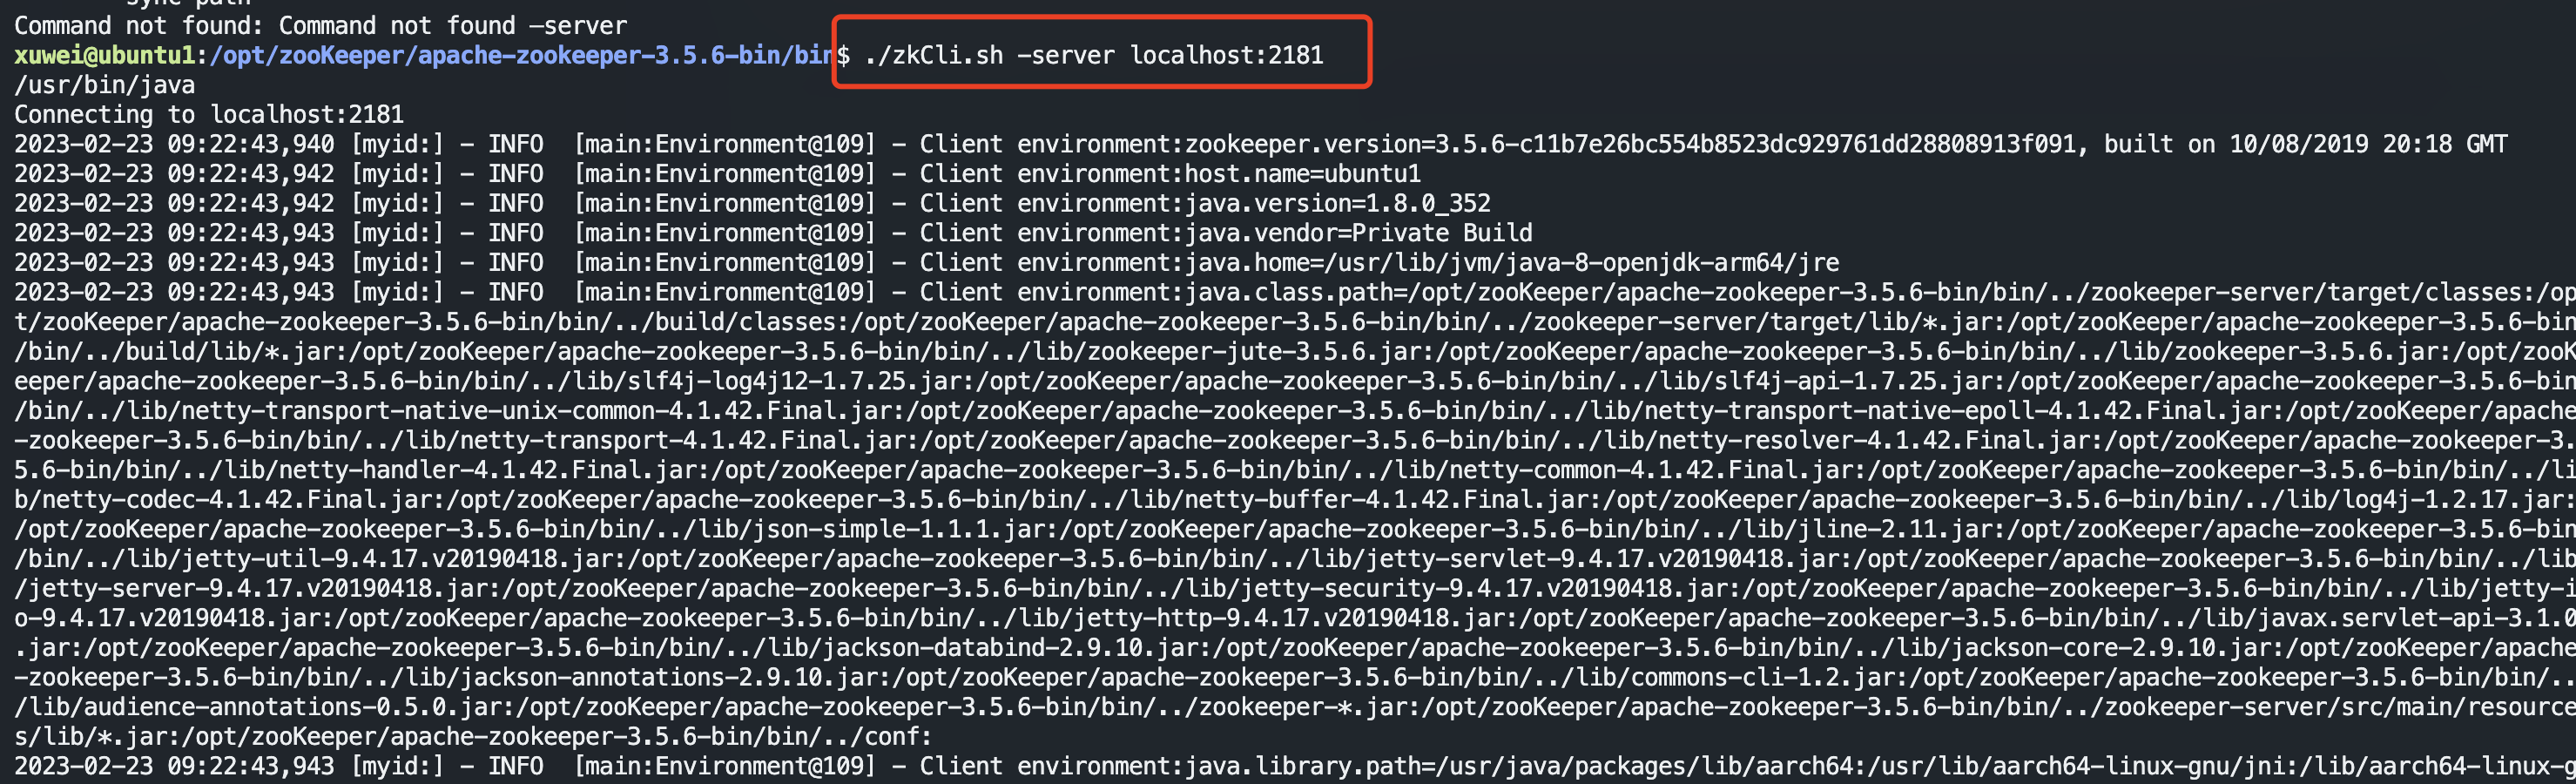 sync path
Command not found: Command not found –server
xuwei@ubuntu1:/opt/zooKeeper/apache-zookeeper-3.5.6-bin/bin$ ./zkCli.sh -server localhost:2181
/usr/bin/java
Connecting to localhost:2181
2023-02-23 09:22:43,940 [myid:] - INFO  [main:Environment@109] - Client environment:zookeeper.version=3.5.6-c11b7e26bc554b8523dc929761dd28808913f091, built on 10/08/2019 20:18 GMT
2023-02-23 09:22:43,942 [myid:] - INFO  [main:Environment@109] - Client environment:host.name=ubuntu1
2023-02-23 09:22:43,942 [myid:] - INFO  [main:Environment@109] - Client environment:java.version=1.8.0_352
2023-02-23 09:22:43,943 [myid:] - INFO  [main:Environment@109] - Client environment:java.vendor=Private Build
2023-02-23 09:22:43,943 [myid:] - INFO  [main:Environment@109] - Client environment:java.home=/usr/lib/jvm/java-8-openjdk-arm64/jre
2023-02-23 09:22:43,943 [myid:] - INFO  [main:Environment@109] - Client environment:java.class.path=/opt/zooKeeper/apache-zookeeper-3.5.6-bin/bin/../zookeeper-server/target/classes:/op
t/zooKeeper/apache-zookeeper-3.5.6-bin/bin/../build/classes:/opt/zooKeeper/apache-zookeeper-3.5.6-bin/bin/../zookeeper-server/target/lib/*.jar:/opt/zooKeeper/apache-zookeeper-3.5.6-bin
/bin/../build/lib/*.jar:/opt/zooKeeper/apache-zookeeper-3.5.6-bin/bin/../lib/zookeeper-jute-3.5.6.jar:/opt/zooKeeper/apache-zookeeper-3.5.6-bin/bin/../lib/zookeeper-3.5.6.jar:/opt/zooK
eeper/apache-zookeeper-3.5.6-bin/bin/../lib/slf4j-log4j12-1.7.25.jar:/opt/zooKeeper/apache-zookeeper-3.5.6-bin/bin/../lib/slf4j-api-1.7.25.jar:/opt/zooKeeper/apache-zookeeper-3.5.6-bin
/bin/../lib/netty-transport-native-unix-common-4.1.42.Final.jar:/opt/zooKeeper/apache-zookeeper-3.5.6-bin/bin/../lib/netty-transport-native-epoll-4.1.42.Final.jar:/opt/zooKeeper/apache
-zookeeper-3.5.6-bin/bin/../lib/netty-transport-4.1.42.Final.jar:/opt/zooKeeper/apache-zookeeper-3.5.6-bin/bin/../lib/netty-resolver-4.1.42.Final.jar:/opt/zooKeeper/apache-zookeeper-3.
5.6-bin/bin/../lib/netty-handler-4.1.42.Final.jar:/opt/zooKeeper/apache-zookeeper-3.5.6-bin/bin/../lib/netty-common-4.1.42.Final.jar:/opt/zooKeeper/apache-zookeeper-3.5.6-bin/bin/../li
b/netty-codec-4.1.42.Final.jar:/opt/zooKeeper/apache-zookeeper-3.5.6-bin/bin/../lib/netty-buffer-4.1.42.Final.jar:/opt/zooKeeper/apache-zookeeper-3.5.6-bin/bin/../lib/log4j-1.2.17.jar:
/opt/zooKeeper/apache-zookeeper-3.5.6-bin/bin/../lib/json-simple-1.1.1.jar:/opt/zooKeeper/apache-zookeeper-3.5.6-bin/bin/../lib/jline-2.11.jar:/opt/zooKeeper/apache-zookeeper-3.5.6-bin
/bin/../lib/jetty-util-9.4.17.v20190418.jar:/opt/zooKeeper/apache-zookeeper-3.5.6-bin/bin/../lib/jetty-servlet-9.4.17.v20190418.jar:/opt/zooKeeper/apache-zookeeper-3.5.6-bin/bin/../lib
/jetty-server-9.4.17.v20190418.jar:/opt/zooKeeper/apache-zookeeper-3.5.6-bin/bin/../lib/jetty-security-9.4.17.v20190418.jar:/opt/zooKeeper/apache-zookeeper-3.5.6-bin/bin/../lib/jetty-i
o-9.4.17.v20190418.jar:/opt/zooKeeper/apache-zookeeper-3.5.6-bin/bin/../lib/jetty-http-9.4.17.v20190418.jar:/opt/zooKeeper/apache-zookeeper-3.5.6-bin/bin/../lib/javax.servlet-api-3.1.0
.jar:/opt/zooKeeper/apache-zookeeper-3.5.6-bin/bin/../lib/jackson-databind-2.9.10.jar:/opt/zooKeeper/apache-zookeeper-3.5.6-bin/bin/../lib/jackson-core-2.9.10.jar:/opt/zooKeeper/apache
-zookeeper-3.5.6-bin/bin/../lib/jackson-annotations-2.9.10.jar:/opt/zooKeeper/apache-zookeeper-3.5.6-bin/bin/../lib/commons-cli-1.2.jar:/opt/zooKeeper/apache-zookeeper-3.5.6-bin/bin/..
/lib/audience-annotations-0.5.0.jar:/opt/zooKeeper/apache-zookeeper-3.5.6-bin/bin/../zookeeper-*.jar:/opt/zooKeeper/apache-zookeeper-3.5.6-bin/bin/../zookeeper-server/src/main/resource
s/lib/*.jar:/opt/zooKeeper/apache-zookeeper-3.5.6-bin/bin/../conf:
2023-02-23 09:22:43,943 [myid:] - INFO  [main:Environment@109] - Client environment:java.library.path=/usr/java/packages/lib/aarch64:/usr/lib/aarch64-linux-gnu/jni:/lib/aarch64-linux-g